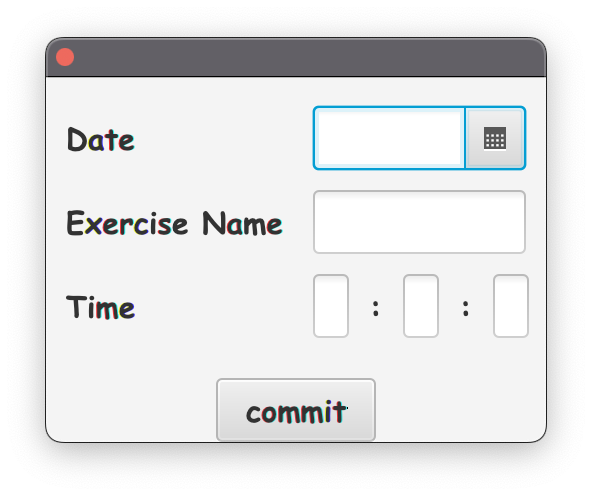 Date
Exercise Name
Time : :
commit